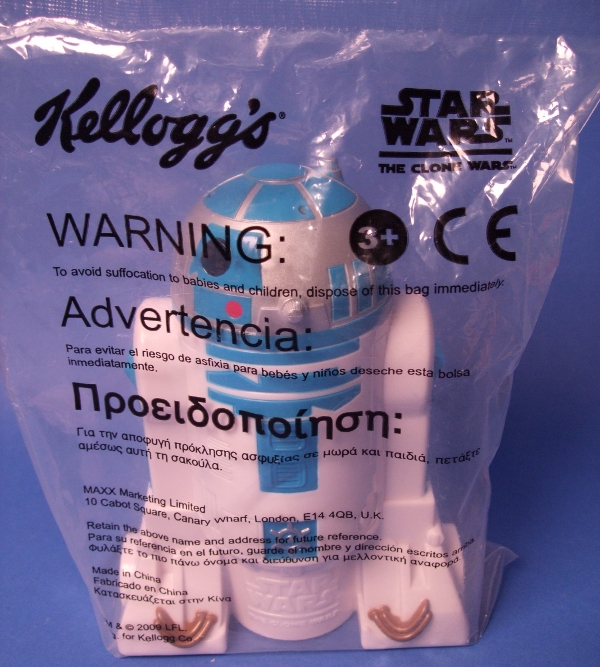 Kellogg's®
STAR
WARS™
THE CLONE WARS™
WARNING:
3+
CE
To avoid suffocation to babies and children, dispose of this bag immediately.
Advertencia:
Para evitar el riesgo de asfixia para bebés y niños deseche esta bolsa
inmediatamente.
Προειδοποίηση:
Για την αποφυγή πρόκλησης ασφυξίας σε μωρά και παιδιά, πετάξτε
αμέσως αυτή τη σακούλα.
MAXX Marketing Limited
10 Cabot Square, Canary Wharf, London, E14 4QB, U.K.
Retain the above name and address for future reference.
Para su referencia en el futuro, guarde el nombre y dirección escritos arriba
Φυλάξτε το πιο πάνω όνομα και διεύθυνση για μελλοντική αναφορά.
Made in China
Fabricado en China
Κατασκευάζεται στην Κίνα
& © 2009 LFL
. for Kellogg Co